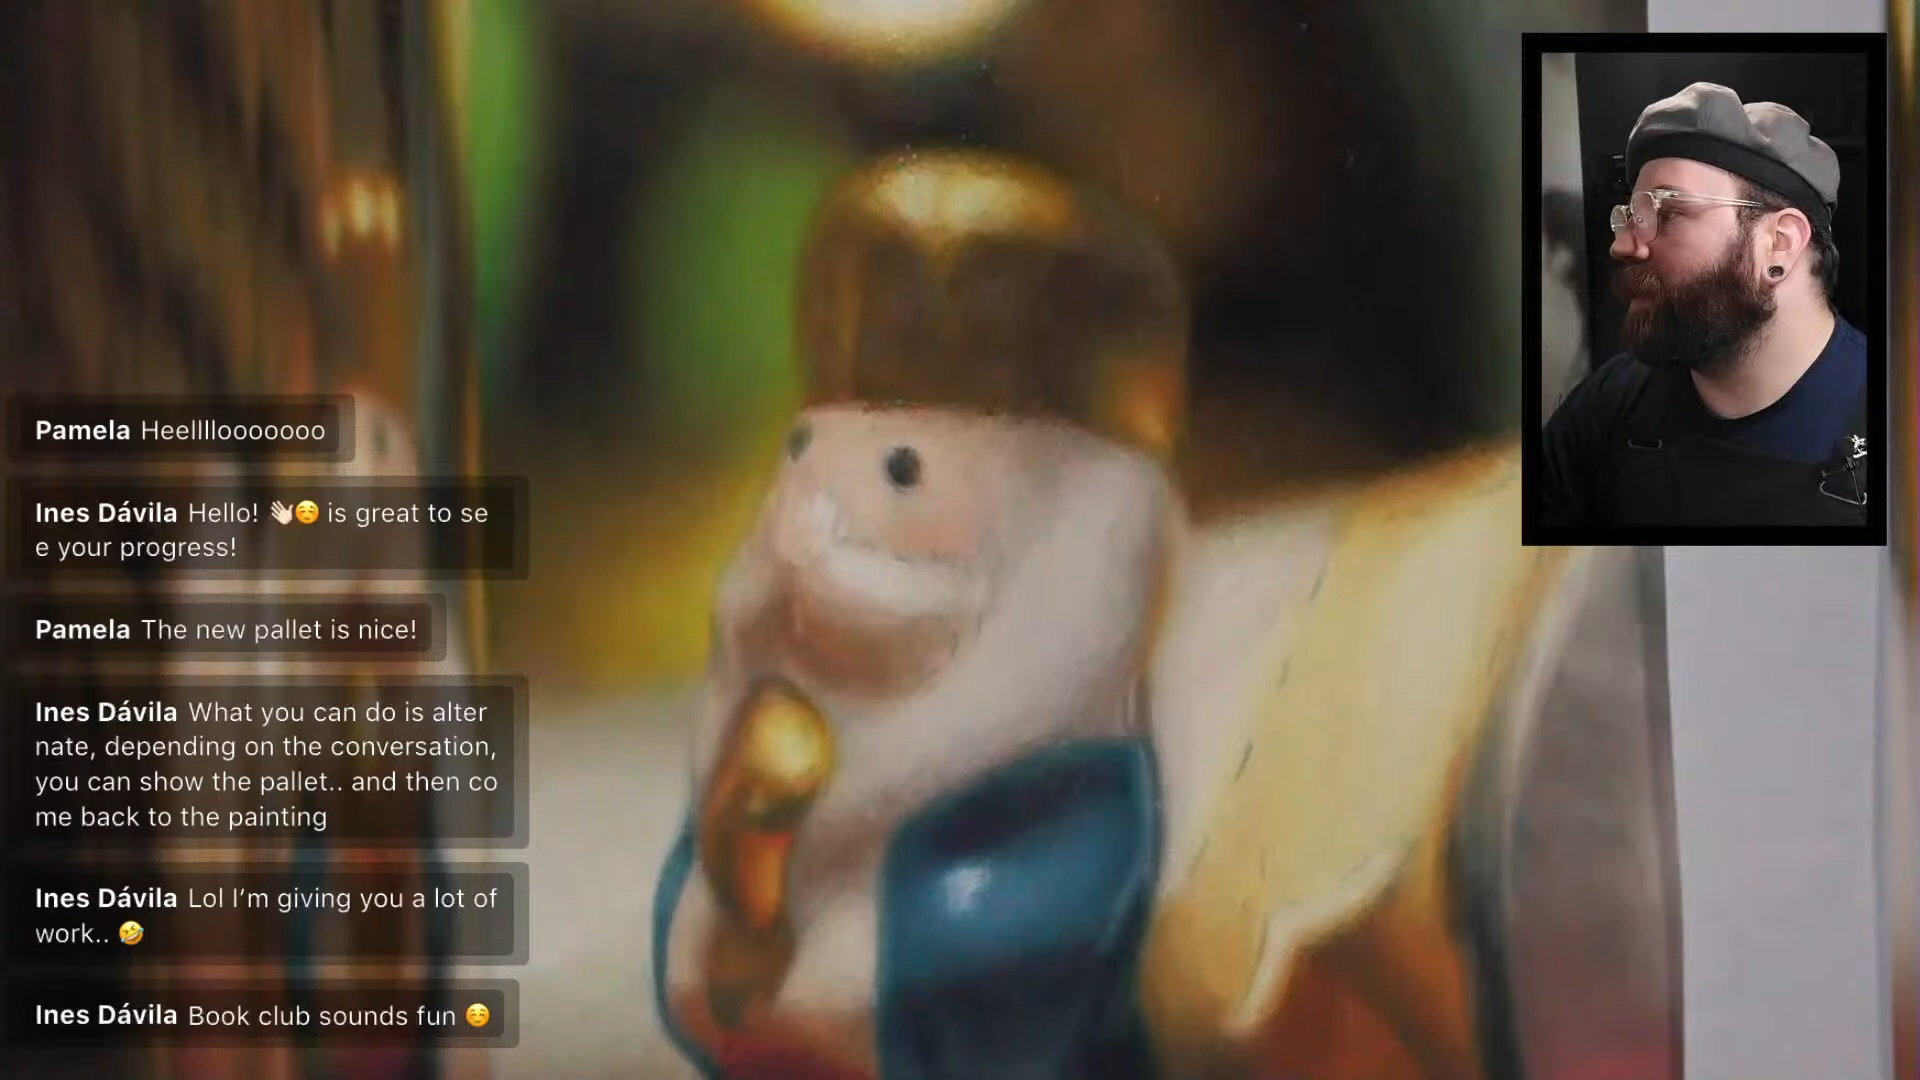 Pamela Heellllooooooo
Ines Dávila Hello! 👋🏻☺️ is great to se
e your progress!
Pamela The new pallet is nice!
Ines Dávila What you can do is alter
nate, depending on the conversation,
you can show the pallet.. and then co
me back to the painting
Ines Dávila Lol I’m giving you a lot of
work.. 🤣
Ines Dávila Book club sounds fun ☺️